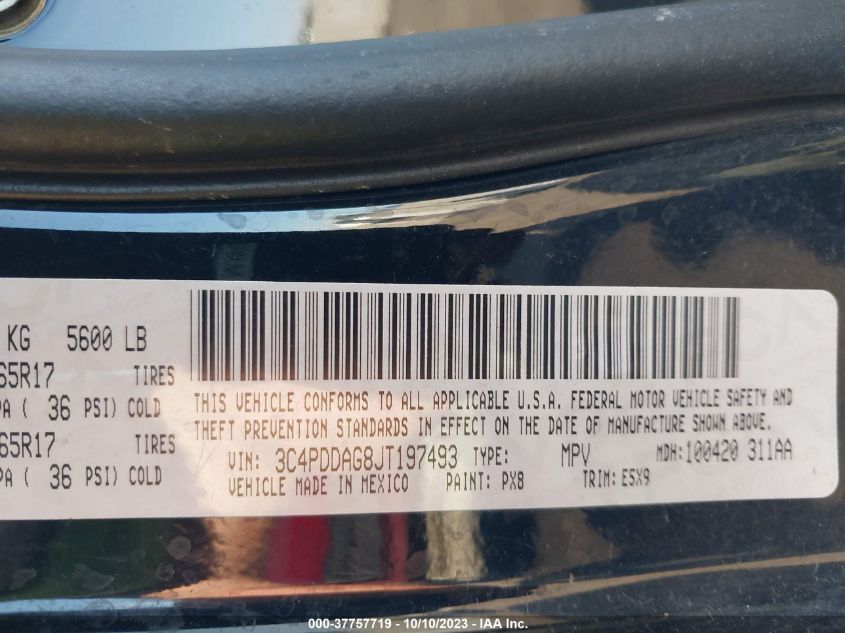 KG 5600 LB
65R17 TIRES
PA ( 36 PSI) COLD
65R17 TIRES
PA ( 36 PSI) COLD
THIS VEHICLE CONFORMS TO ALL APPLICABLE U.S.A. FEDERAL MOTOR VEHICLE SAFETY AND
THEFT PREVENTION STANDARDS IN EFFECT ON THE DATE OF MANUFACTURE SHOWN ABOVE.
VIN: 3C4PDDAG8JT197493 TYPE: MPV MDH:100420 311AA
VEHICLE MADE IN MEXICO PAINT: PX8 TRIM: E5X9
000-37757719 - 10/10/2023 - IAA Inc.